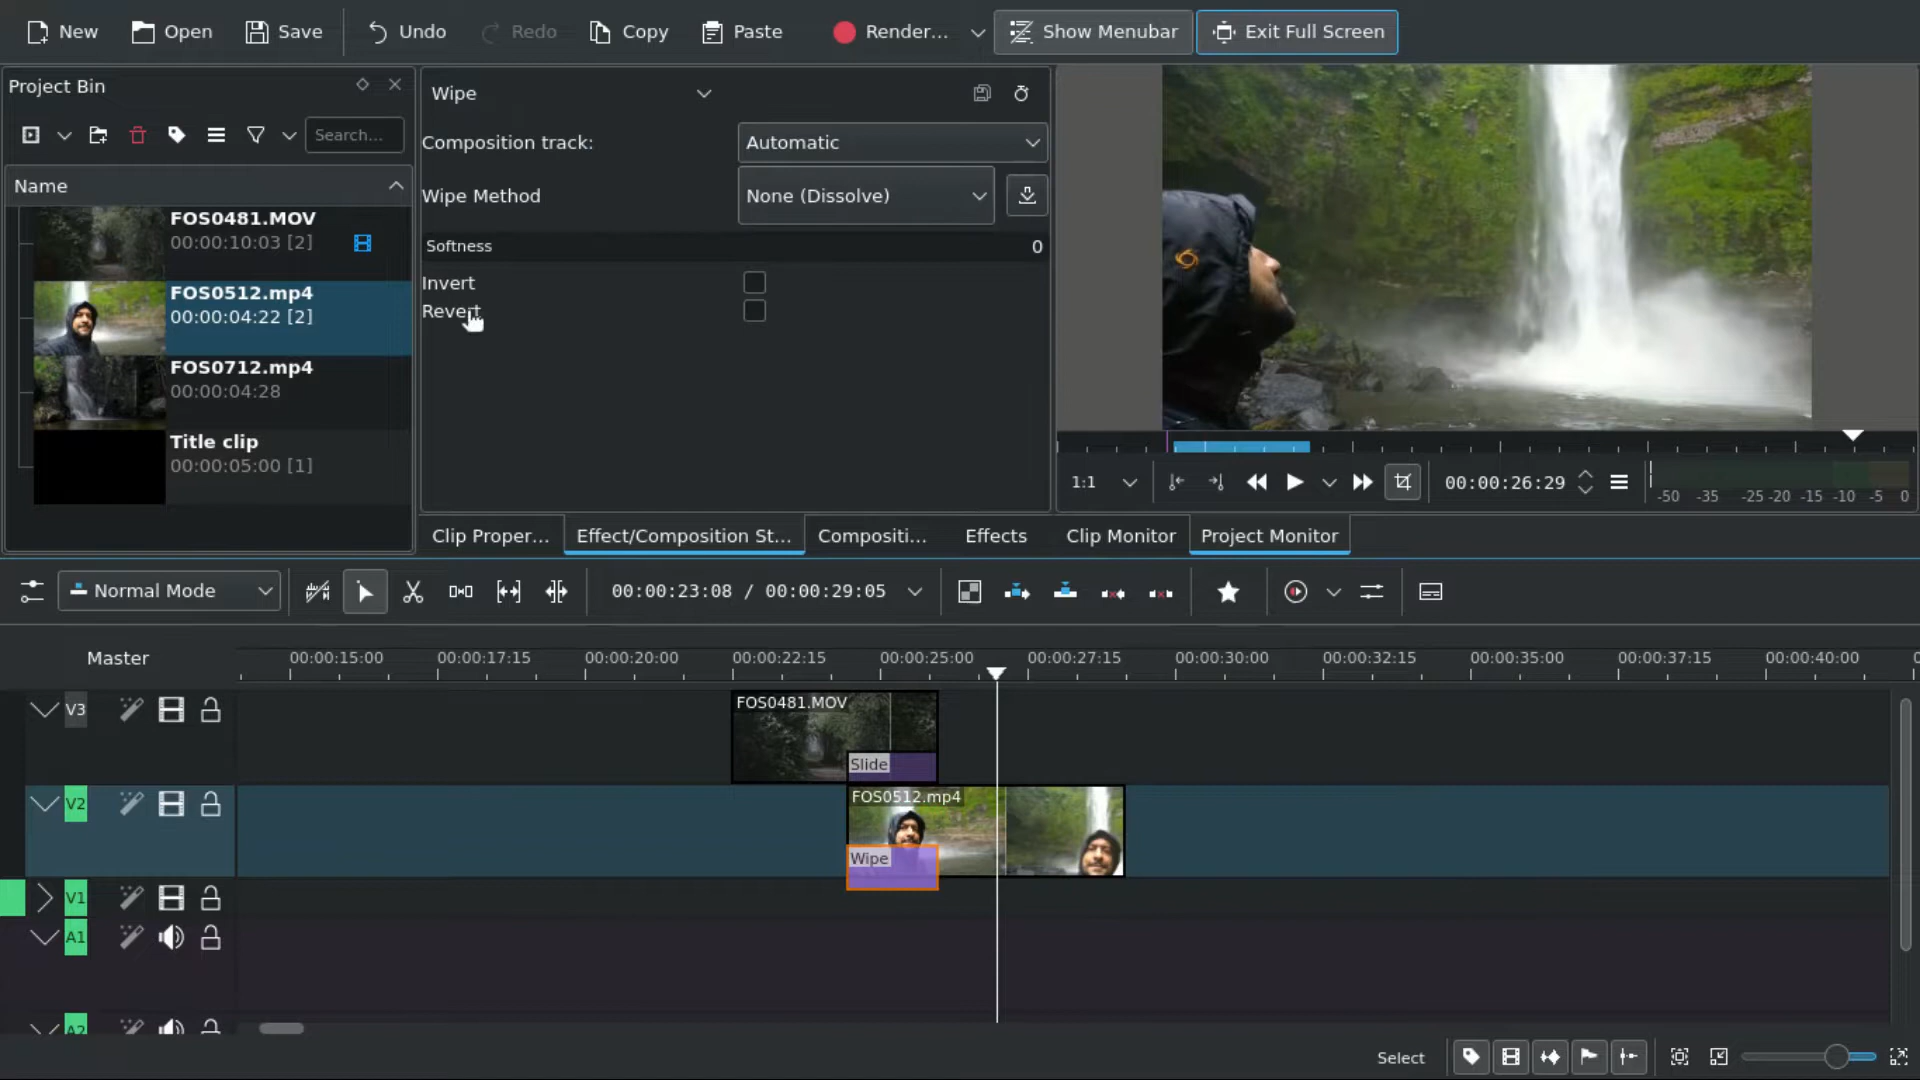 New Open Save Undo Redo Copy Paste Render... Show Menubar Exit Full Screen
Project Bin
Search...
Name
FOS0481.MOV
00:00:10:03 [2]
FOS0512.mp4
00:00:04:22 [2]
FOS0712.mp4
00:00:04:28
Title clip
00:00:05:00 [1]
Wipe
Composition track: Automatic
Wipe Method None (Dissolve)
Softness 0
Invert
Revert
1:1 00:00:26:29 -50 -35 -25 -20 -15 -10 -5 0
Clip Proper... Effect/Composition St... Compositi... Effects Clip Monitor Project Monitor
Normal Mode 00:00:23:08 / 00:00:29:05
Master 00:00:15:00 00:00:17:15 00:00:20:00 00:00:22:15 00:00:25:00 00:00:27:15 00:00:30:00 00:00:32:15 00:00:35:00 00:00:37:15 00:00:40:00
V3 FOS0481.MOV
Slide
V2 FOS0512.mp4
Wipe
V1
A1
A2
Select